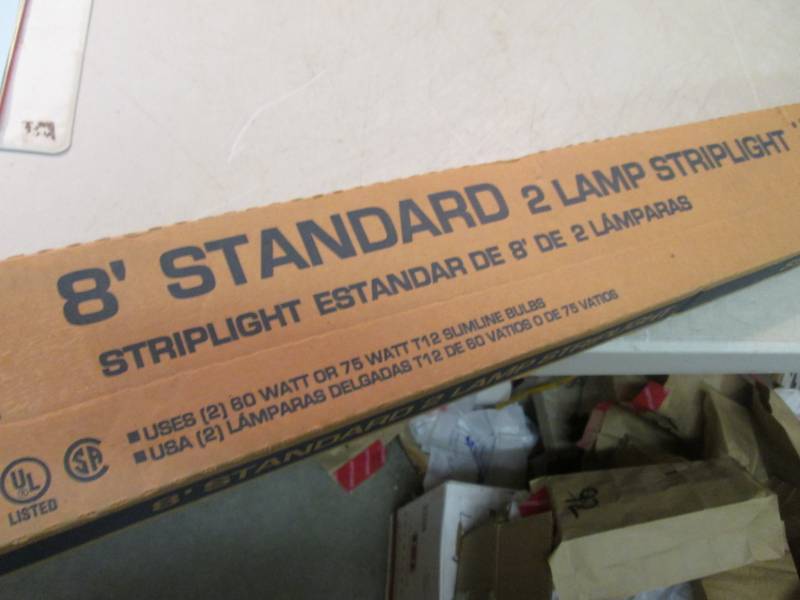 8' STANDARD 2 LAMP STRIPLIGHT
STRIPLIGHT ESTANDAR DE 8' DE 2 LÁMPARAS
■ USES (2) 60 WATT OR 75 WATT T12 SLIMLINE BULBS
■ USA (2) LÁMPARAS DELGADAS T12 DE 60 VATIOS O DE 75 VATIOS
UL
LISTED
SA
8' STANDARD 2 LAMP STRIPLIGHT